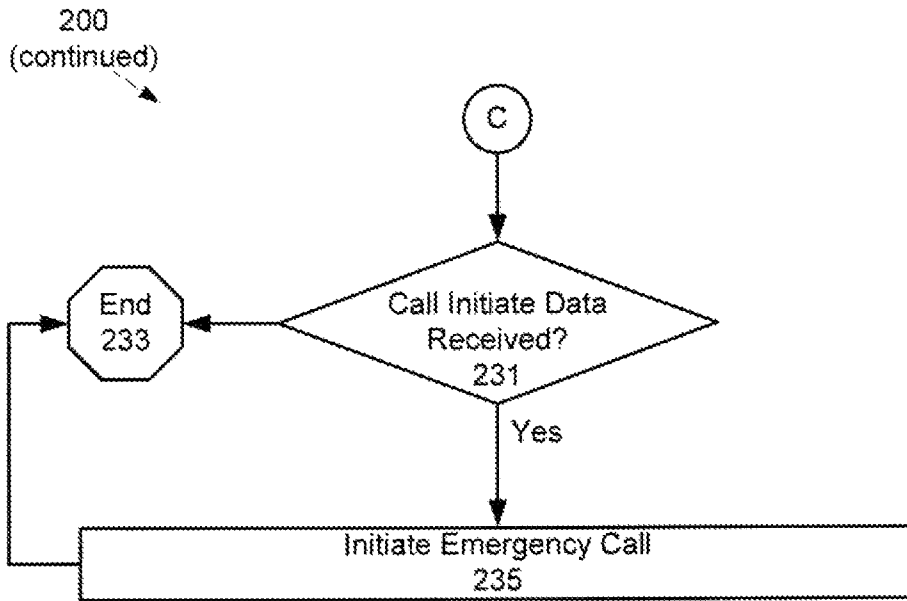 200
(continued)
C
Call Initiate Data
Received?
231
End
233
Yes
Initiate Emergency Call
235